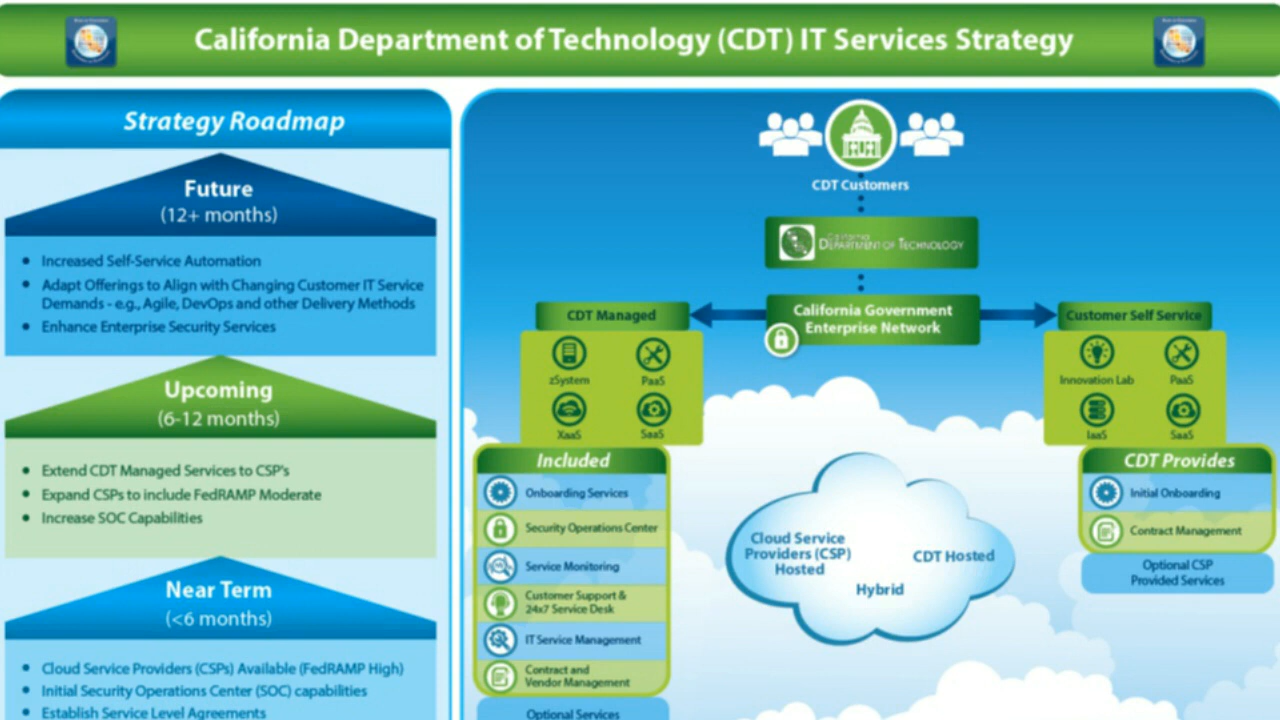 California Department of Technology (CDT) IT Services Strategy
Strategy Roadmap
Future
(12+ months)
• Increased Self-Service Automation
• Adapt Offerings to Align with Changing Customer IT Service
Demands - e.g., Agile, DevOps and other Delivery Methods
• Enhance Enterprise Security Services
Upcoming
(6-12 months)
• Extend CDT Managed Services to CSP's
• Expand CSPs to include FedRAMP Moderate
• Increase SOC Capabilities
Near Term
(<6 months)
• Cloud Service Providers (CSPs) Available (FedRAMP High)
• Initial Security Operations Center (SOC) capabilities
• Establish Service Level Agreements
CDT Customers
California
DEPARTMENT OF TECHNOLOGY
California Government
Enterprise Network
CDT Managed
zSystem
PaaS
XaaS
SaaS
Included
Onboarding Services
Security Operations Center
Service Monitoring
Customer Support &
24x7 Service Desk
IT Service Management
Contract and
Vendor Management
Optional Services
Cloud Service
Providers (CSP)
Hosted
CDT Hosted
Hybrid
Customer Self Service
Innovation Lab
PaaS
IaaS
SaaS
CDT Provides
Initial Onboarding
Contract Management
Optional CSP
Provided Services